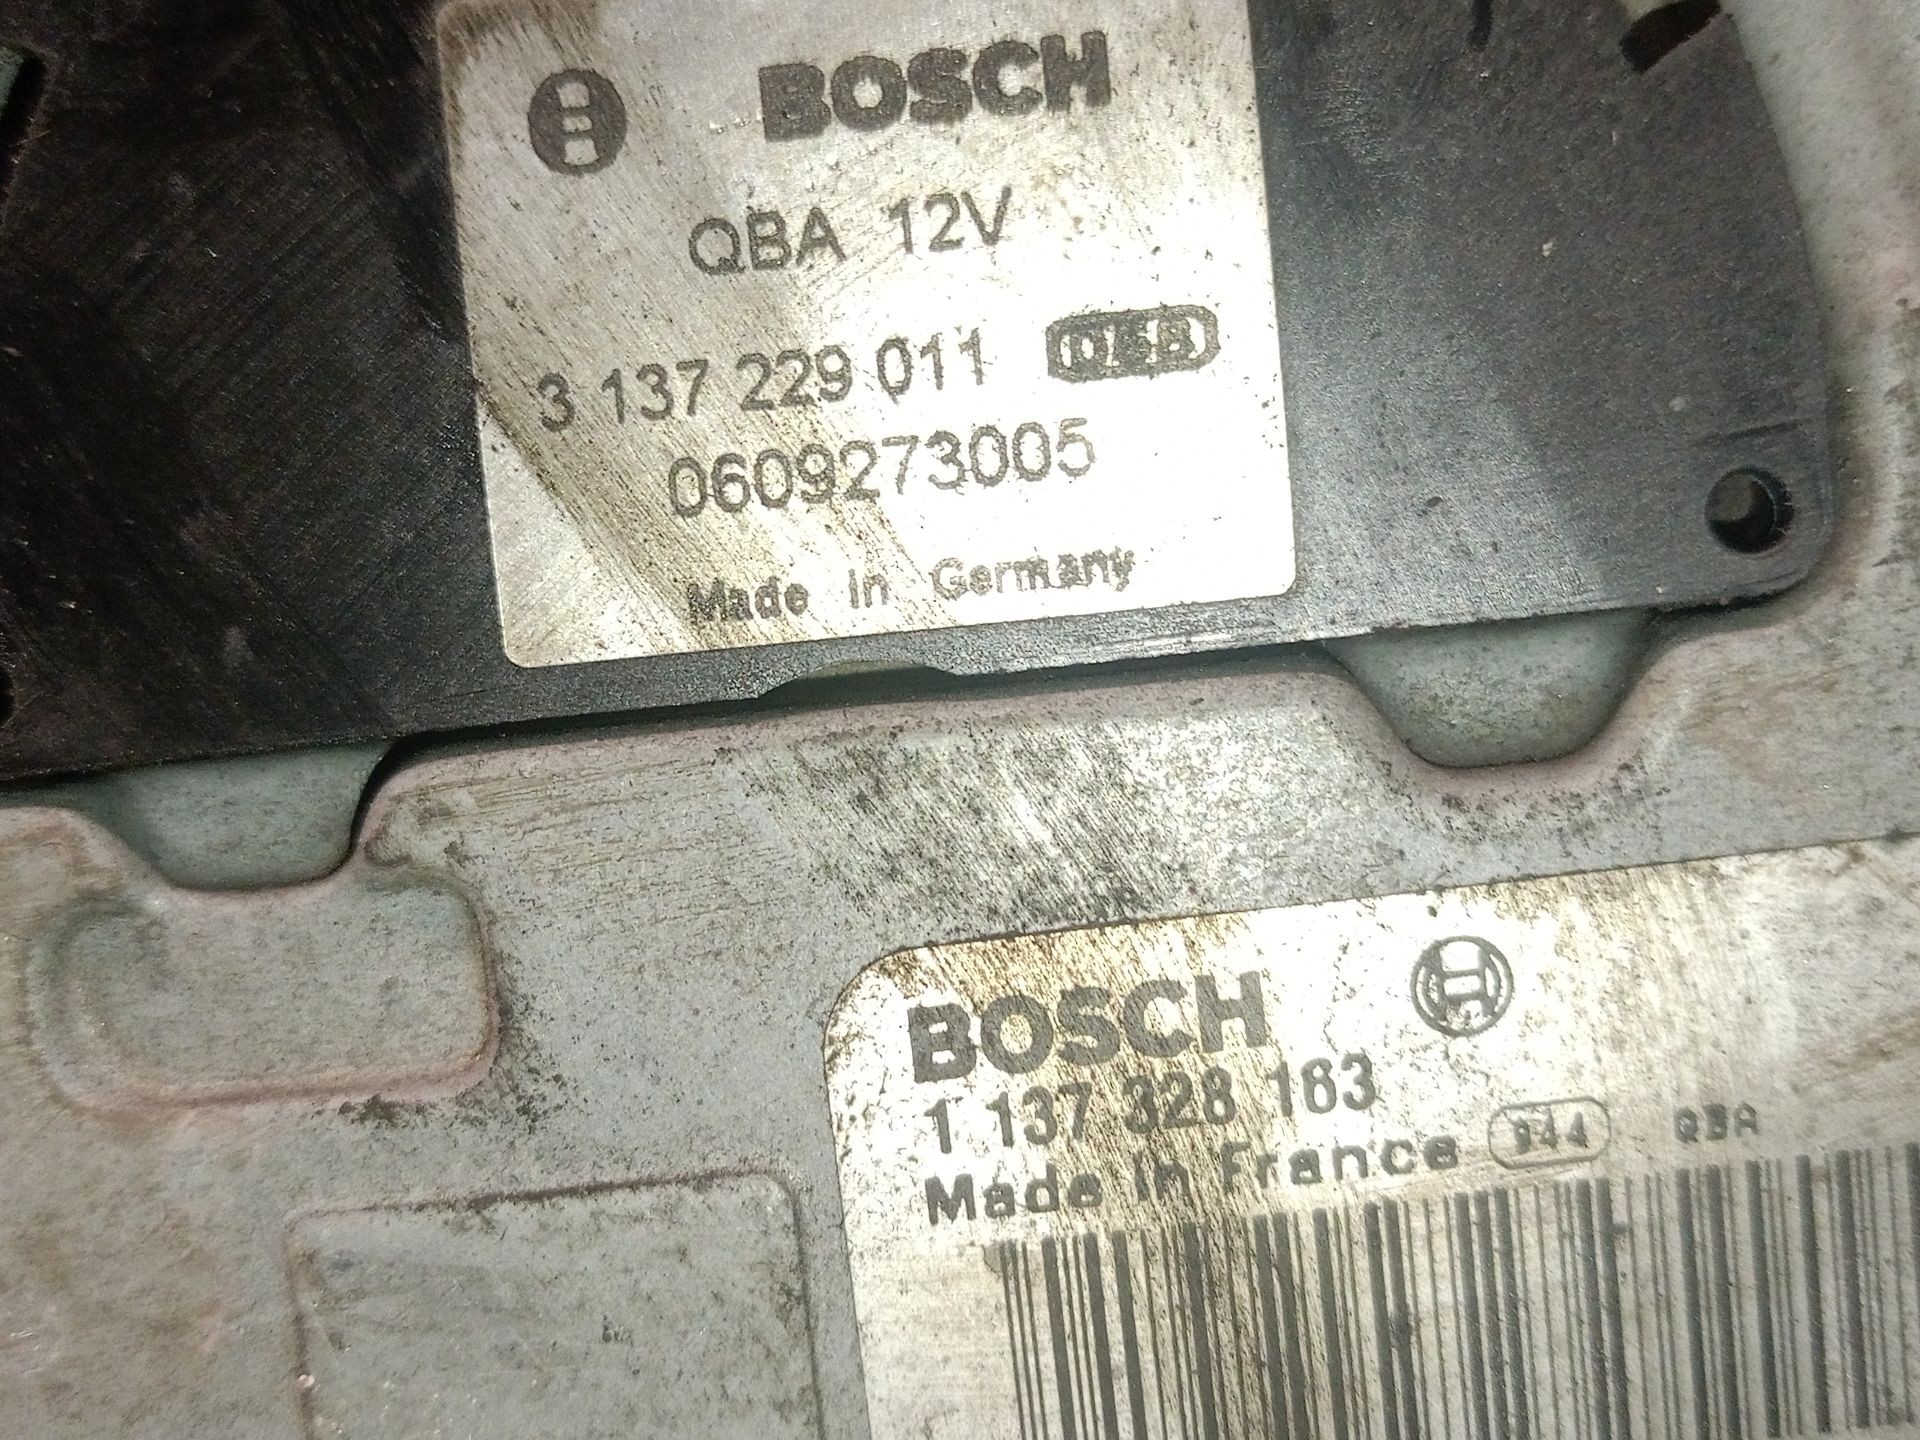 BOSCH
QBA 12V
3 137 229 011
0609273005
Made in Germany
BOSCH
1 137 328 163
Made in France 944 QBA